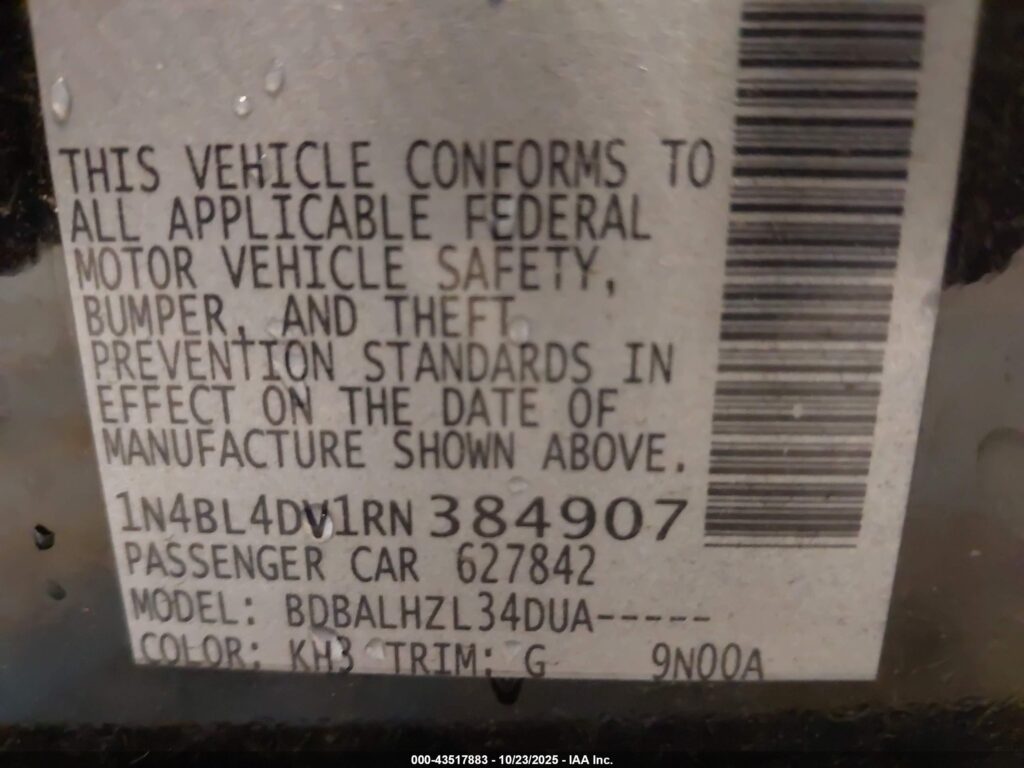 THIS VEHICLE CONFORMS TO
ALL APPLICABLE FEDERAL
MOTOR VEHICLE SAFETY,
BUMPER, AND THEFT
PREVENTION STANDARDS IN
EFFECT ON THE DATE OF
MANUFACTURE SHOWN ABOVE.
1N4BL4DV1RN384907
PASSENGER CAR 627842
MODEL: BDBALHZL34DUA-----
COLOR: KH3 TRIM: G 9N00A
000-43517883 - 10/23/2025 - IAA Inc.